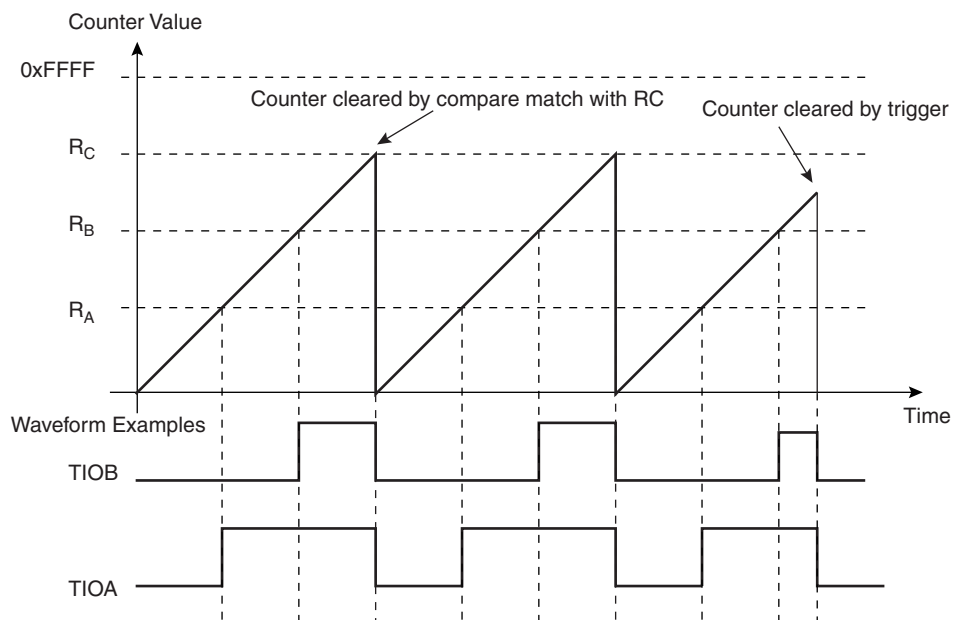 Counter Value
0xFFFF
Counter cleared by compare match with RC
Counter cleared by trigger
RC
RB
RA
Time
Waveform Examples
TIOB
TIOA